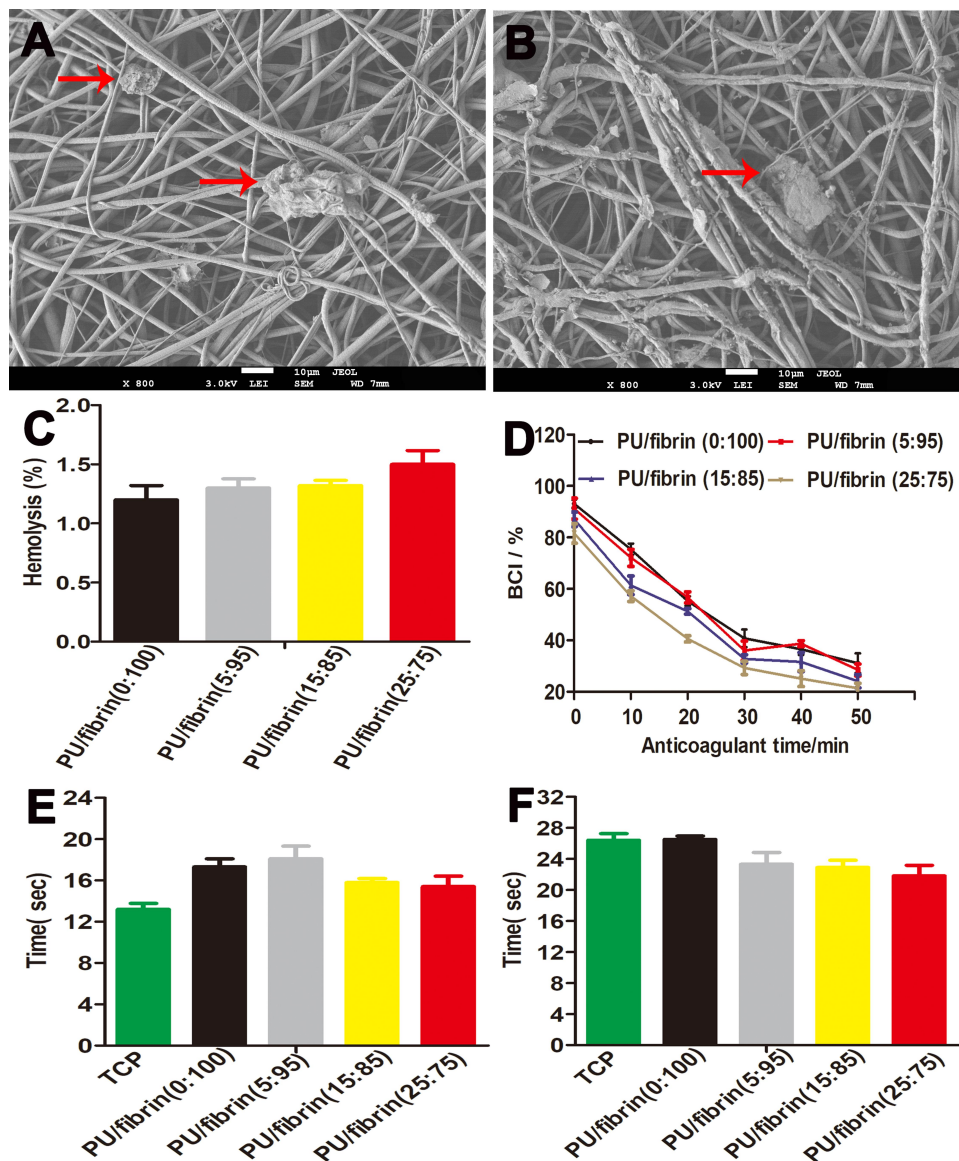 A
B
10µm JEOL
X 800 3.0kV LEI SEM WD 7mm
10µm JEOL
X 800 3.0kV LEI SEM WD 7mm
C
Hemolysis (%)
2.0
1.5
1.0
0.5
0.0
PU/fibrin(0:100)
PU/fibrin(5:95)
PU/fibrin(15:85)
PU/fibrin(25:75)
D
PU/fibrin (0:100)
PU/fibrin (5:95)
PU/fibrin (15:85)
PU/fibrin (25:75)
BCI / %
100
80
60
40
20
0 10 20 30 40 50
Anticoagulant time/min
E
Time( sec)
24
20
16
12
8
4
0
TCP
PU/fibrin(0:100)
PU/fibrin(5:95)
PU/fibrin(15:85)
PU/fibrin(25:75)
F
Time( sec)
32
28
24
20
16
12
8
4
0
TCP
PU/fibrin(0:100)
PU/fibrin(5:95)
PU/fibrin(15:85)
PU/fibrin(25:75)